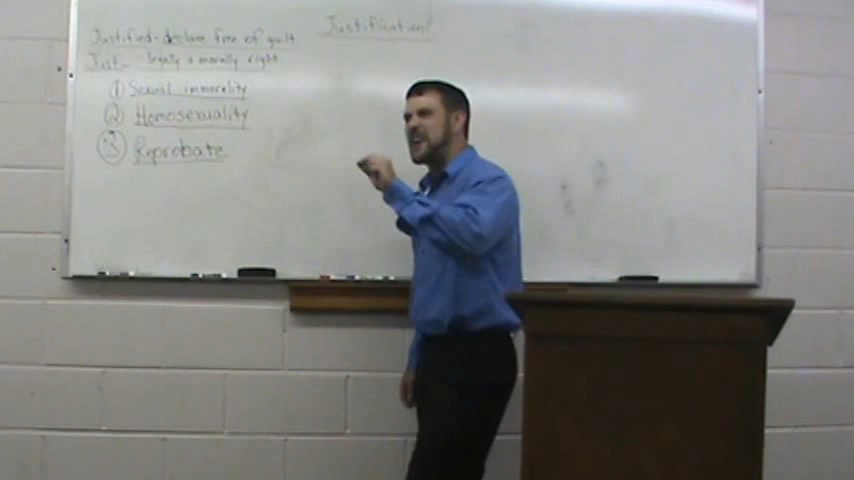 Justification!
Justified - declare free of guilt
Just - legally & morally right.
① Sexual immorality
② Homosexuality
③ Reprobate